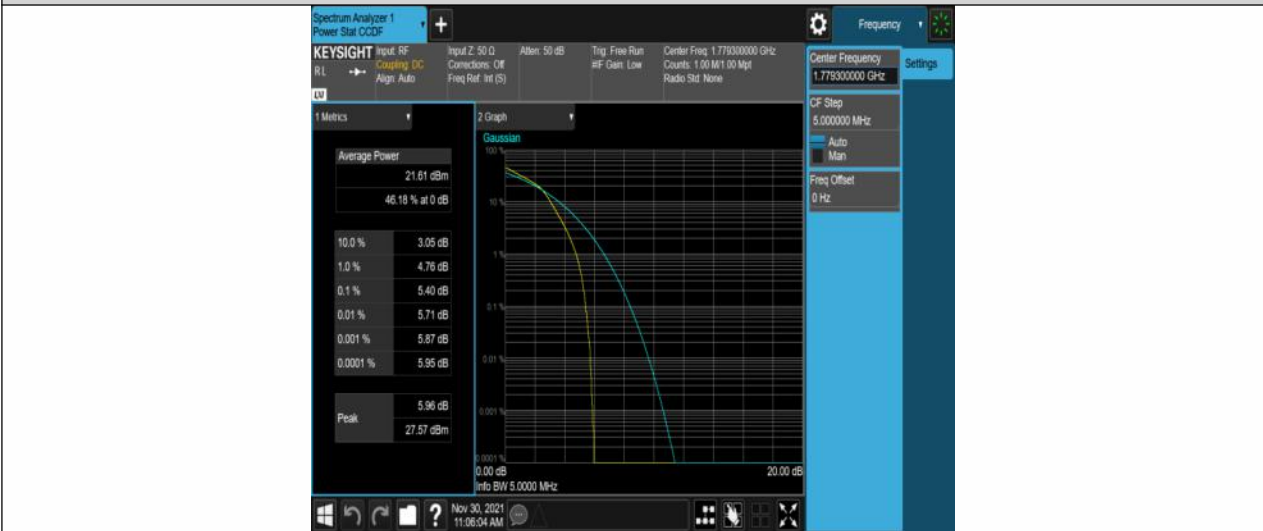 Spectrum Analyzer 1
Power Stat CCDF
Frequency
KEYSIGHT
R L
LW
Input: RF
Coupling: DC
Align: Auto
Input Z: 50 Ω
Corrections: Off
Freq Ref: Int (S)
Atten: 50 dB
Trig: Free Run
#IF Gain: Low
Center Freq: 1.779300000 GHz
Counts: 1.00 M/1.00 Mpt
Radio Std: None
Center Frequency
1.779300000 GHz
Settings
CF Step
5.000000 MHz
Auto
Man
Freq Offset
0 Hz
1 Metrics
Average Power
21.61 dBm
46.18 % at 0 dB
10.0 % 3.05 dB
1.0 % 4.76 dB
0.1 % 5.40 dB
0.01 % 5.71 dB
0.001 % 5.87 dB
0.0001 % 5.95 dB
Peak
5.96 dB
27.57 dBm
2 Graph
Gaussian
100 %
10 %
1 %
0.1 %
0.01 %
0.001 %
0.0001 %
0.00 dB
20.00 dB
Info BW 5.0000 MHz
?
Nov 30, 2021
11:06:04 AM